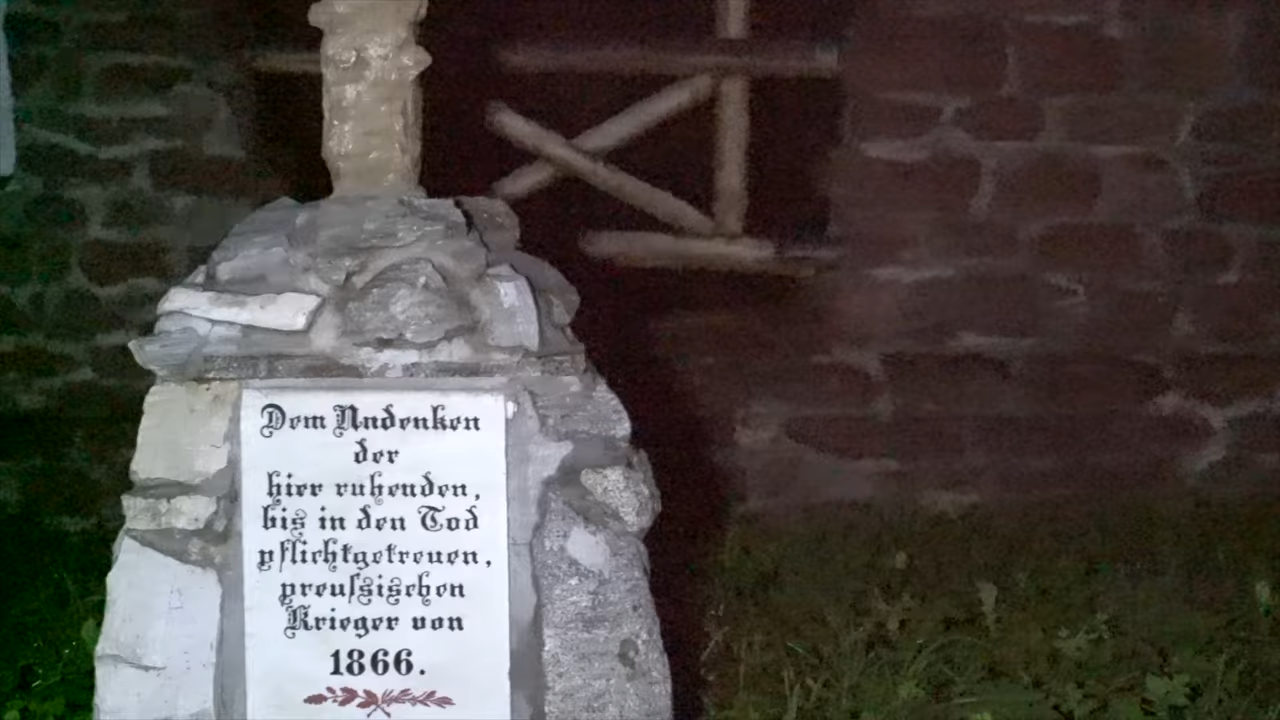 Dem Andenken
der
hier ruhenden,
bis in den Tod
pflichtgetreuen,
preuſsischen
Krieger von
1866.